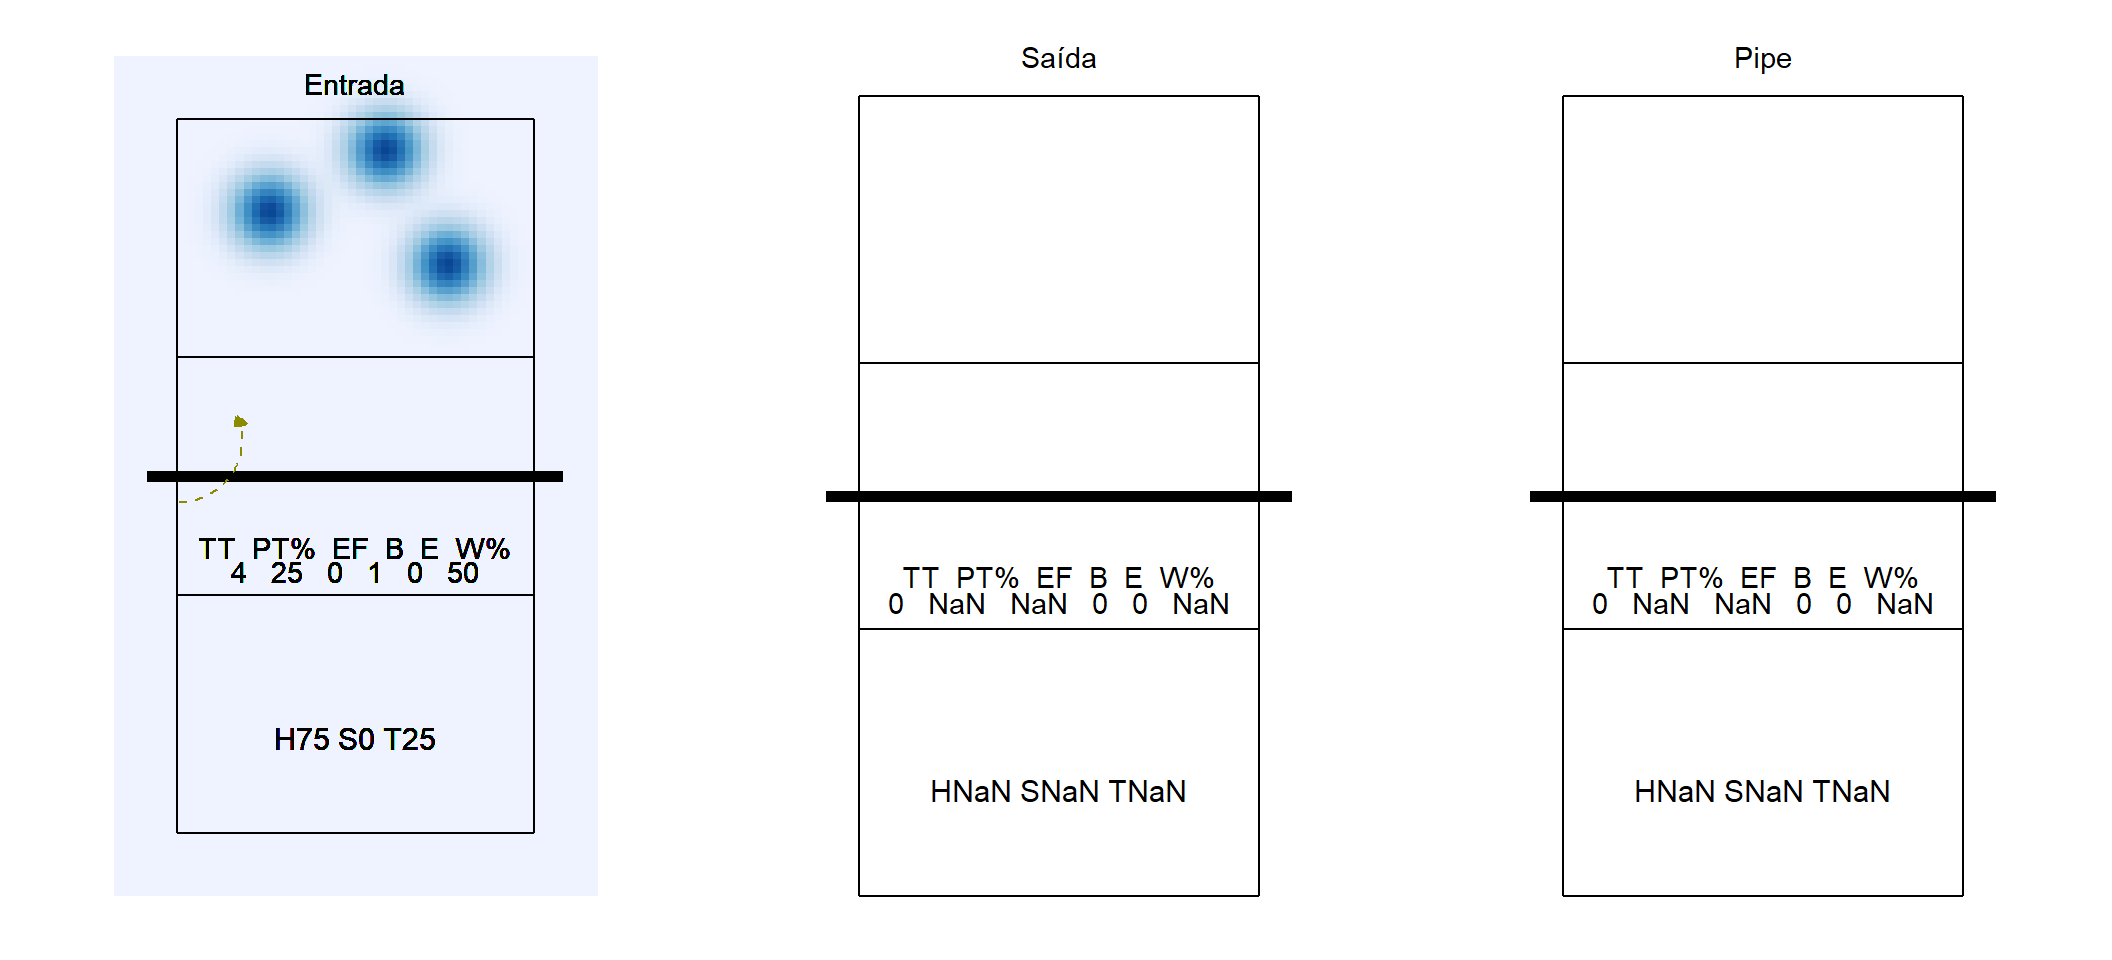 Entrada
TT PT% EF B E W%
4 25 0 1 0 50
H75 S0 T25
Saída
TT PT% EF B E W%
0 NaN NaN 0 0 NaN
HNaN SNaN TNaN
Pipe
TT PT% EF B E W%
0 NaN NaN 0 0 NaN
HNaN SNaN TNaN